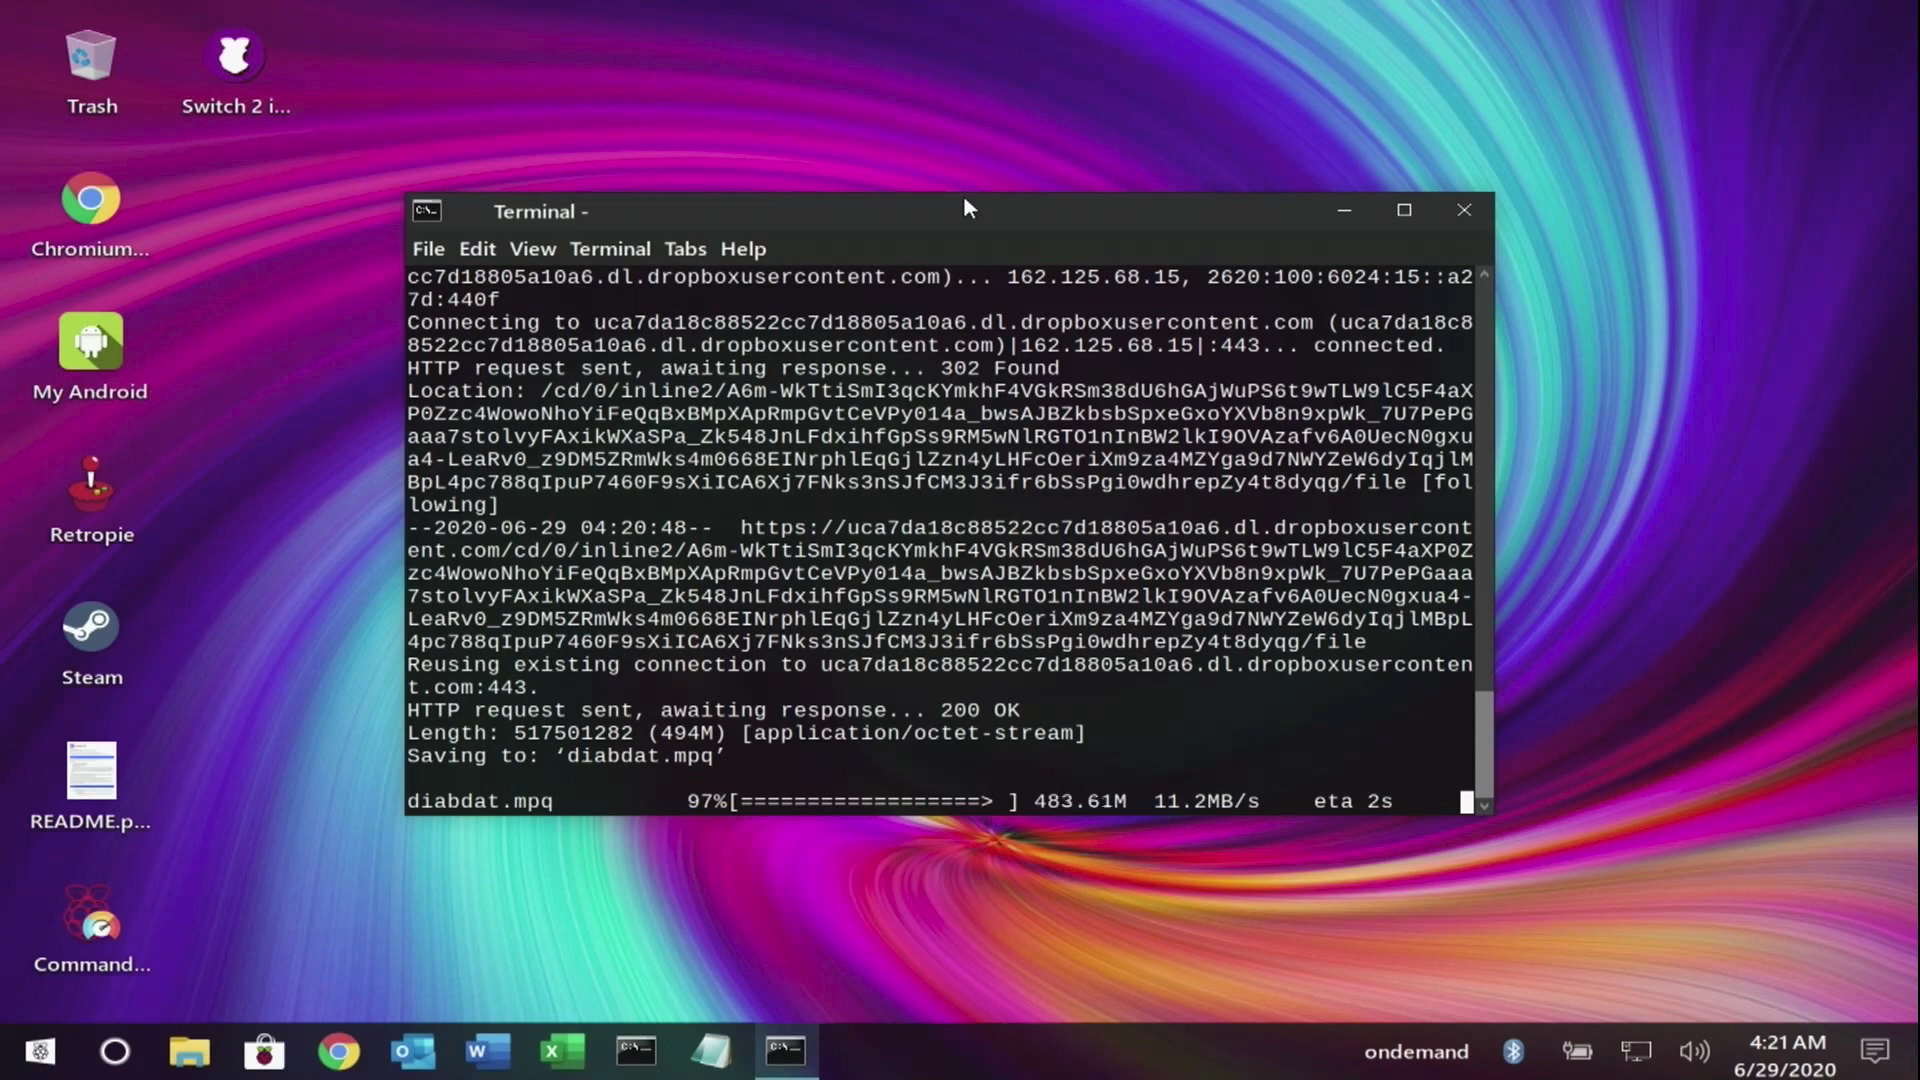 Trash
Switch 2 i...
Chromium...
My Android
Retropie
Steam
README.p...
Command...
Terminal -
File Edit View Terminal Tabs Help
cc7d18805a10a6.dl.dropboxusercontent.com)... 162.125.68.15, 2620:100:6024:15::a2
7d:440f
Connecting to uca7da18c88522cc7d18805a10a6.dl.dropboxusercontent.com (uca7da18c8
8522cc7d18805a10a6.dl.dropboxusercontent.com)|162.125.68.15|:443... connected.
HTTP request sent, awaiting response... 302 Found
Location: /cd/0/inline2/A6m-WkTtiSmI3qcKYmkhF4VGkRSm38dU6hGAjWuPS6t9wTLW9lC5F4aX
P0Zzc4WowoNhoYiFeQqBxBMpXApRmpGvtCeVPy014a_bwsAJBZkbsbSpxeGxoYXVb8n9xpWk_7U7PePG
aaa7stolvyFAxikWXaSPa_Zk548JnLFdxihfGpSs9RM5wNlRGTO1nInBW2lkI9OVAzafv6A0UecN0gxu
a4-LeaRv0_z9DM5ZRmWks4m0668EINrphlEqGjlZzn4yLHFcOeriXm9za4MZYga9d7NWYZeW6dyIqjlM
BpL4pc788qIpuP7460F9sXiICA6Xj7FNks3nSJfCM3J3ifr6bSsPgi0wdhrepZy4t8dyqg/file [fol
lowing]
--2020-06-29 04:20:48--  https://uca7da18c88522cc7d18805a10a6.dl.dropboxusercont
ent.com/cd/0/inline2/A6m-WkTtiSmI3qcKYmkhF4VGkRSm38dU6hGAjWuPS6t9wTLW9lC5F4aXP0Z
zc4WowoNhoYiFeQqBxBMpXApRmpGvtCeVPy014a_bwsAJBZkbsbSpxeGxoYXVb8n9xpWk_7U7PePGaaa
7stolvyFAxikWXaSPa_Zk548JnLFdxihfGpSs9RM5wNlRGTO1nInBW2lkI9OVAzafv6A0UecN0gxua4-
LeaRv0_z9DM5ZRmWks4m0668EINrphlEqGjlZzn4yLHFcOeriXm9za4MZYga9d7NWYZeW6dyIqjlMBpL
4pc788qIpuP7460F9sXiICA6Xj7FNks3nSJfCM3J3ifr6bSsPgi0wdhrepZy4t8dyqg/file
Reusing existing connection to uca7da18c88522cc7d18805a10a6.dl.dropboxuserconten
t.com:443.
HTTP request sent, awaiting response... 200 OK
Length: 517501282 (494M) [application/octet-stream]
Saving to: ‘diabdat.mpq’
diabdat.mpq          97%[==================> ] 483.61M  11.2MB/s    eta 2s
ondemand
4:21 AM
6/29/2020